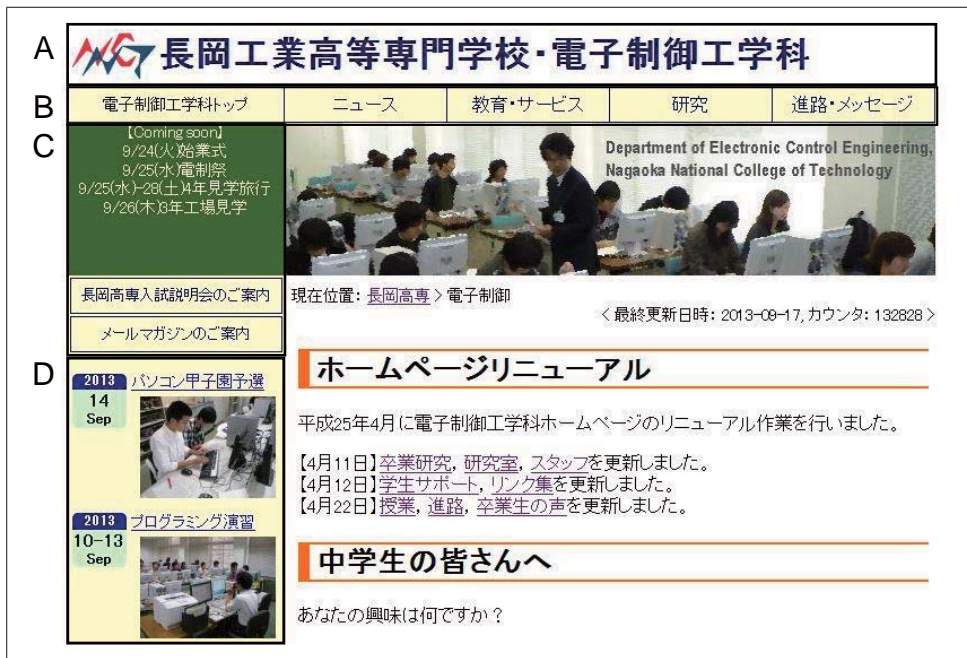 A
NCT 長岡工業高等専門学校・電子制御工学科
B
電子制御工学科トップ ニュース 教育・サービス 研究 進路・メッセージ
C
【Coming soon】
9/24(火)始業式
9/25(水)電制祭
9/25(水)-28(土)4年見学旅行
9/26(木)3年工場見学
Department of Electronic Control Engineering,
Nagaoka National College of Technology
長岡高専入試説明会のご案内
メールマガジンのご案内
現在位置: 長岡高専 > 電子制御
< 最終更新日時: 2013-09-17, カウンタ: 132828 >
D
2013 パソコン甲子園予選
14
Sep
2013 プログラミング演習
10-13
Sep
ホームページリニューアル
平成25年4月に電子制御工学科ホームページのリニューアル作業を行いました。
【4月11日】卒業研究, 研究室, スタッフを更新しました。
【4月12日】学生サポート, リンク集を更新しました。
【4月22日】授業, 進路, 卒業生の声を更新しました。
中学生の皆さんへ
あなたの興味は何ですか?